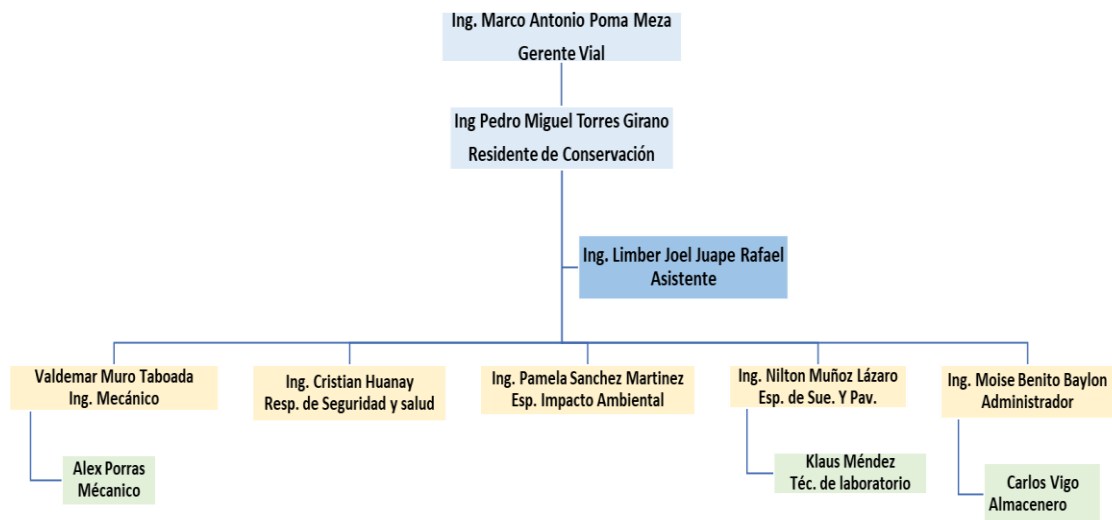 Ing. Marco Antonio Poma Meza
Gerente Vial
Ing Pedro Miguel Torres Girano
Residente de Conservación
Ing. Limber Joel Juape Rafael
Asistente
Valdemar Muro Taboada
Ing. Mecánico
Ing. Cristian Huanay
Resp. de Seguridad y salud
Ing. Pamela Sanchez Martinez
Esp. Impacto Ambiental
Ing. Nilton Muñoz Lázaro
Esp. de Sue. Y Pav.
Ing. Moise Benito Baylon
Administrador
Alex Porras
Mécanico
Klaus Méndez
Téc. de laboratorio
Carlos Vigo
Almacenero